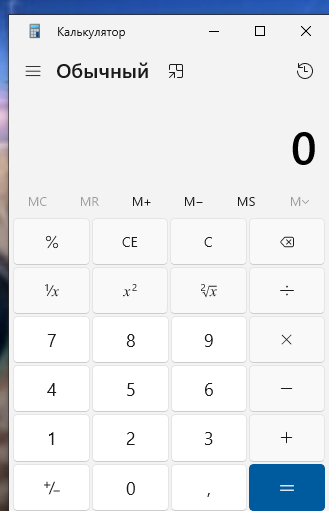 Калькулятор
Обычный
0
MC MR M+ M− MS M
% CE C
¹/x x² ²√x ÷
7 8 9 ×
4 5 6 −
1 2 3 +
+/− 0 , =